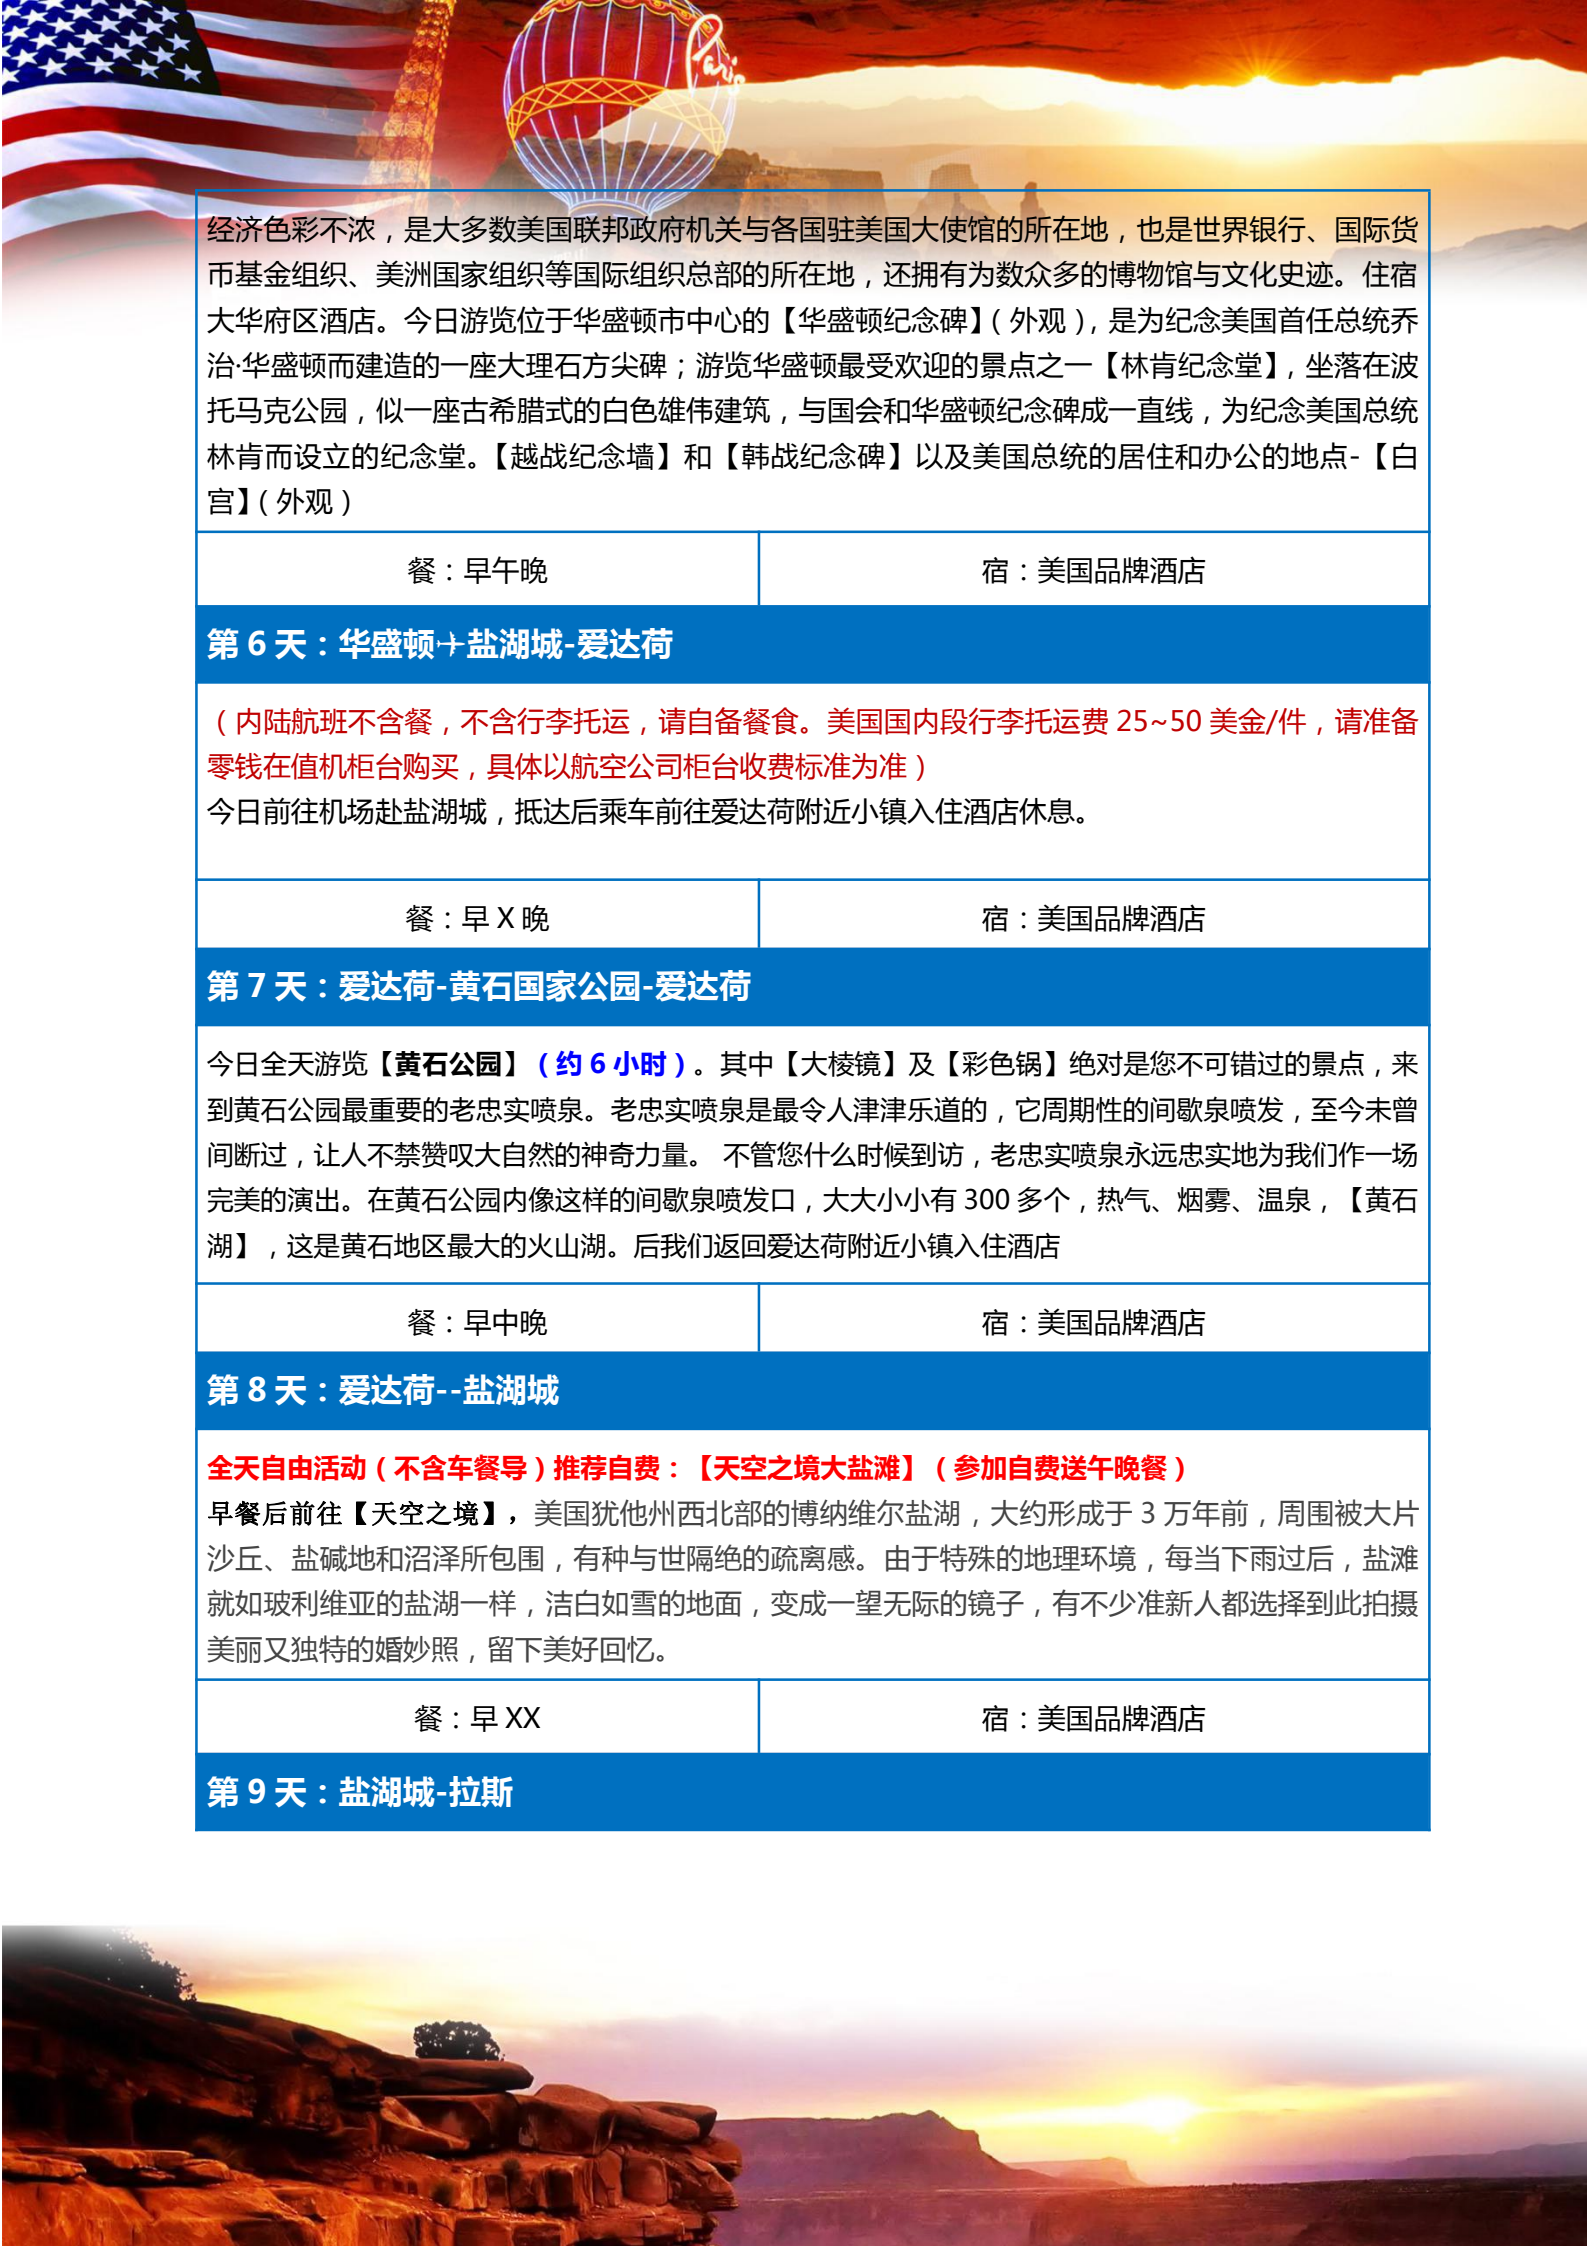 Paris
经济色彩不浓，是大多数美国联邦政府机关与各国驻美国大使馆的所在地，也是世界银行、国际货
币基金组织、美洲国家组织等国际组织总部的所在地，还拥有为数众多的博物馆与文化史迹。住宿
大华府区酒店。今日游览位于华盛顿市中心的【华盛顿纪念碑】（外观），是为纪念美国首任总统乔
治·华盛顿而建造的一座大理石方尖碑；游览华盛顿最受欢迎的景点之一【林肯纪念堂】，坐落在波
托马克公园，似一座古希腊式的白色雄伟建筑，与国会和华盛顿纪念碑成一直线，为纪念美国总统
林肯而设立的纪念堂。【越战纪念墙】和【韩战纪念碑】以及美国总统的居住和办公的地点-【白
宫】（外观）
餐：早午晚 宿：美国品牌酒店
第 6 天：华盛顿✈盐湖城-爱达荷
（内陆航班不含餐，不含行李托运，请自备餐食。美国国内段行李托运费 25~50 美金/件，请准备
零钱在值机柜台购买，具体以航空公司柜台收费标准为准）
今日前往机场赴盐湖城，抵达后乘车前往爱达荷附近小镇入住酒店休息。
餐：早 X 晚 宿：美国品牌酒店
第 7 天：爱达荷-黄石国家公园-爱达荷
今日全天游览【黄石公园】（约 6 小时）。其中【大棱镜】及【彩色锅】绝对是您不可错过的景点，来
到黄石公园最重要的老忠实喷泉。老忠实喷泉是最令人津津乐道的，它周期性的间歇泉喷发，至今未曾
间断过，让人不禁赞叹大自然的神奇力量。 不管您什么时候到访，老忠实喷泉永远忠实地为我们作一场
完美的演出。在黄石公园内像这样的间歇泉喷发口，大大小小有 300 多个，热气、烟雾、温泉，【黄石
湖】，这是黄石地区最大的火山湖。后我们返回爱达荷附近小镇入住酒店
餐：早中晚 宿：美国品牌酒店
第 8 天：爱达荷--盐湖城
全天自由活动（不含车餐导）推荐自费：【天空之境大盐滩】（参加自费送午晚餐）
早餐后前往【天空之境】，美国犹他州西北部的博纳维尔盐湖，大约形成于 3 万年前，周围被大片
沙丘、盐碱地和沼泽所包围，有种与世隔绝的疏离感。由于特殊的地理环境，每当下雨过后，盐滩
就如玻利维亚的盐湖一样，洁白如雪的地面，变成一望无际的镜子，有不少准新人都选择到此拍摄
美丽又独特的婚妙照，留下美好回忆。
餐：早 XX 宿：美国品牌酒店
第 9 天：盐湖城-拉斯